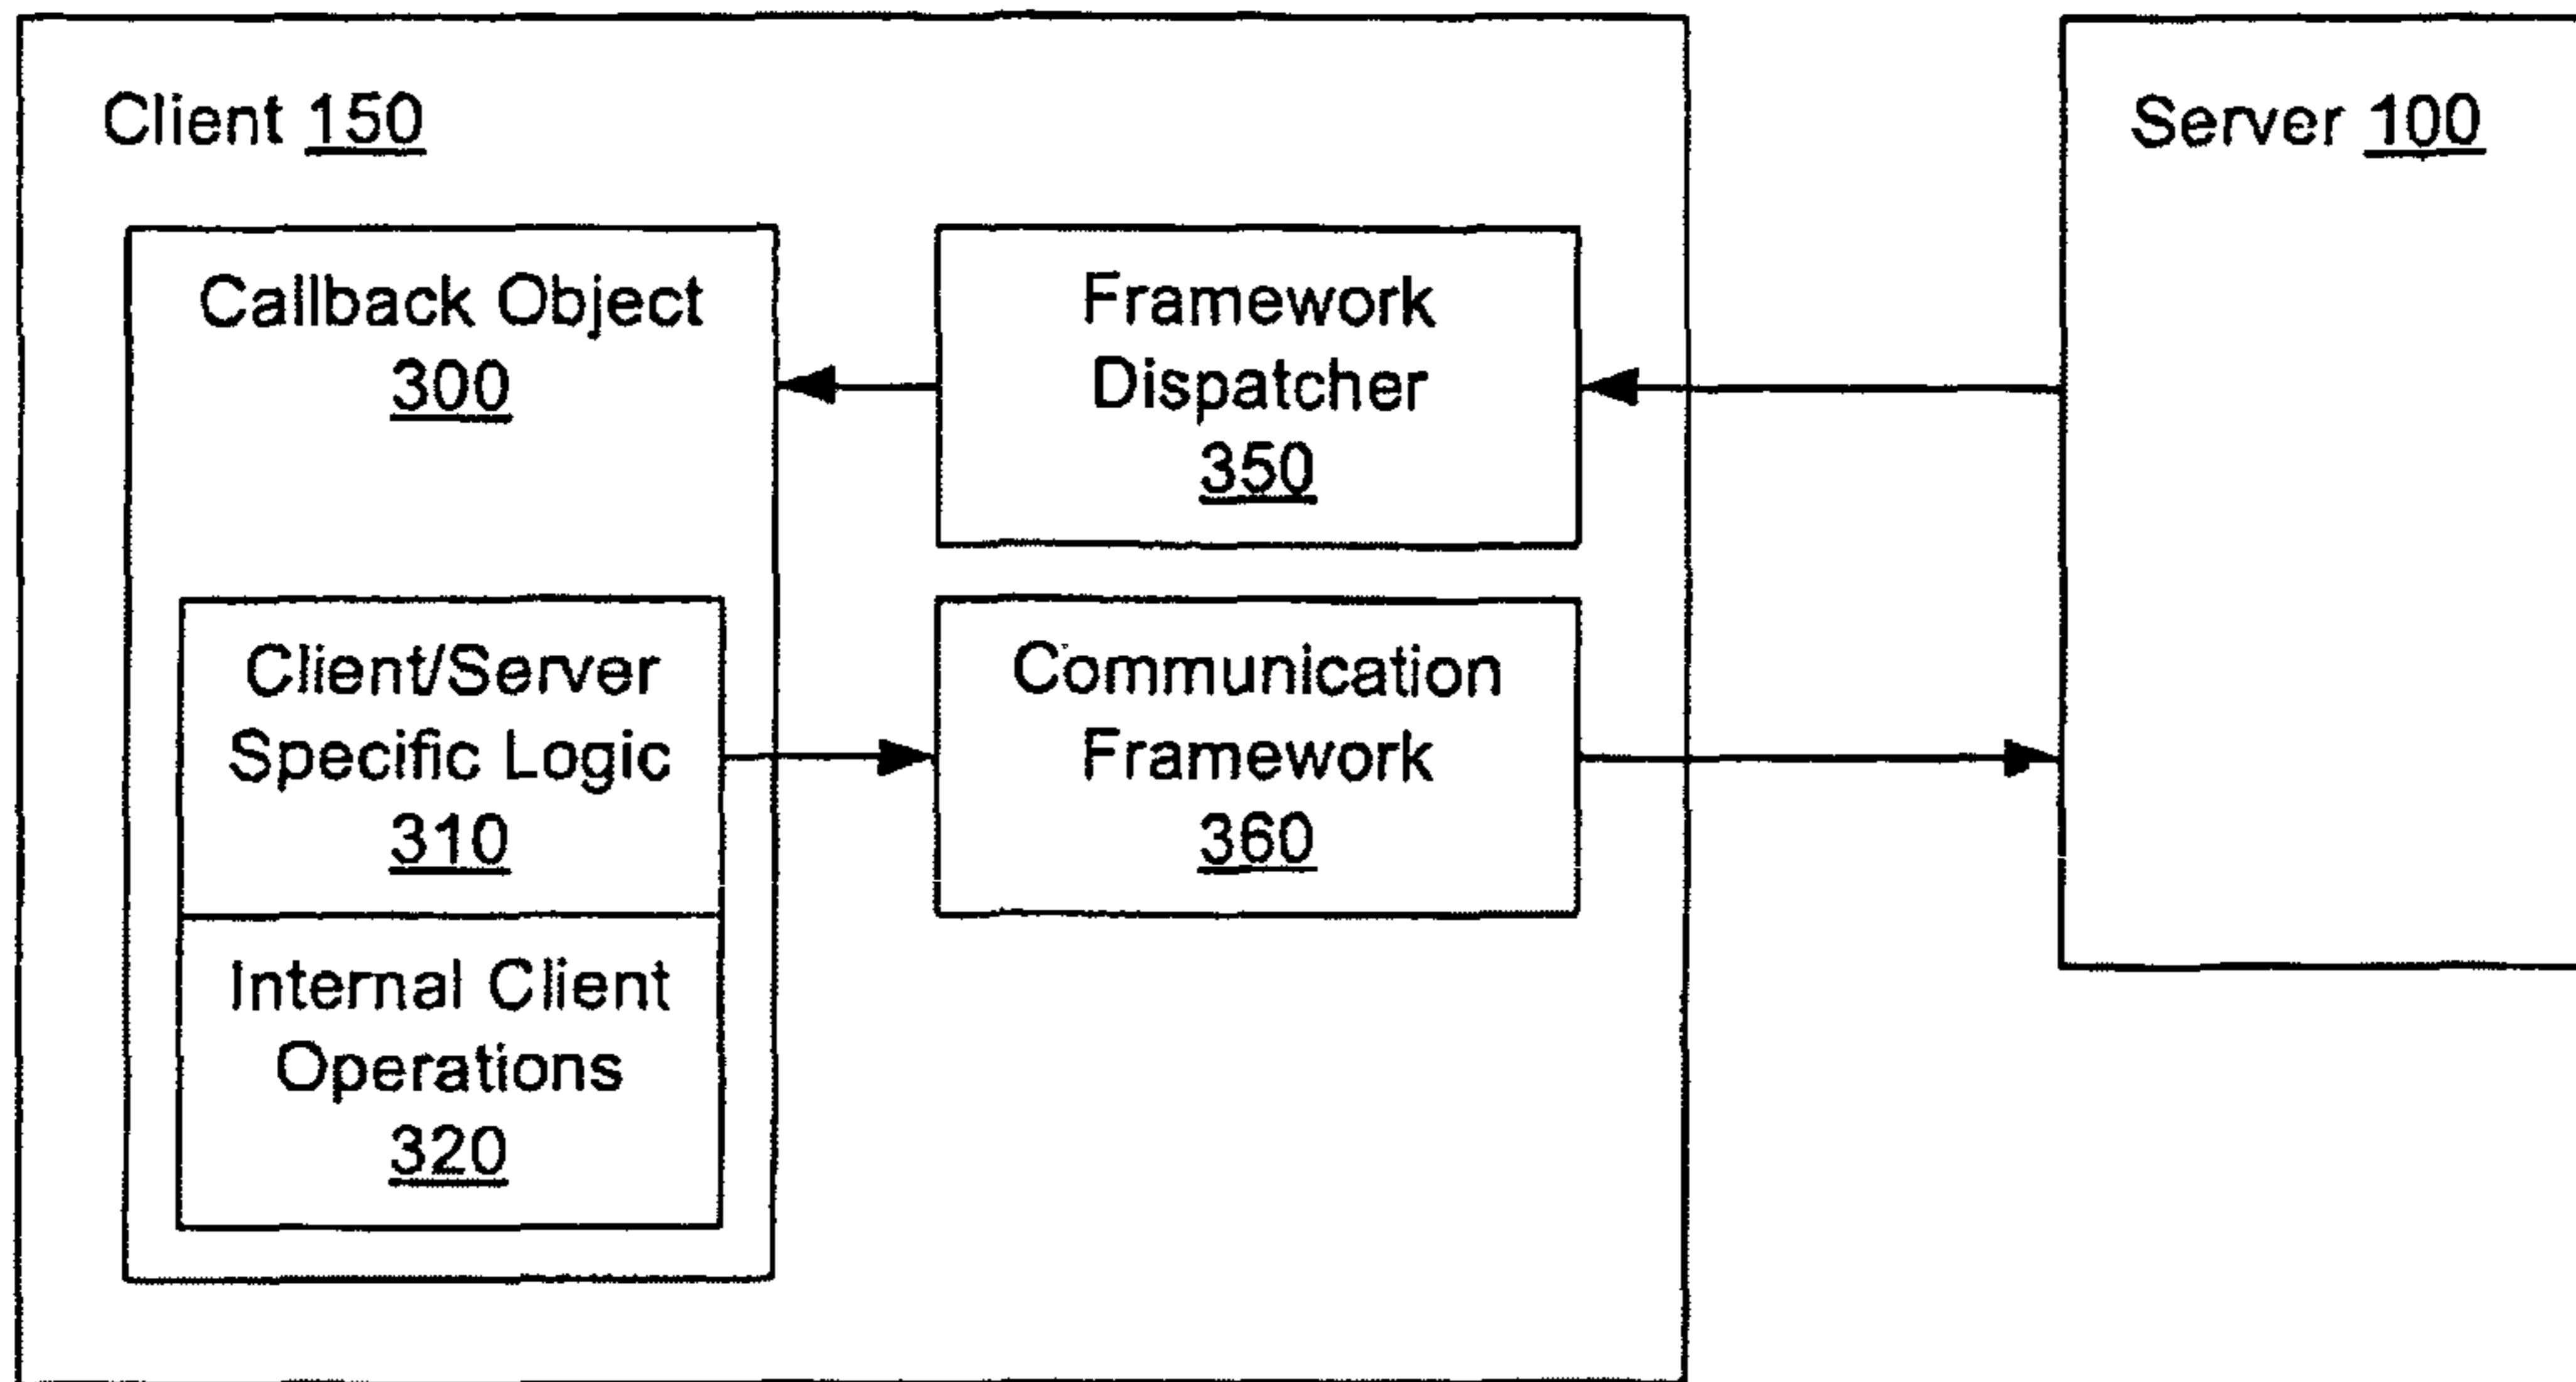 Client 150
Server 100
Callback Object
300
Framework
Dispatcher
350
Client/Server
Specific Logic
310
Communication
Framework
360
Internal Client
Operations
320